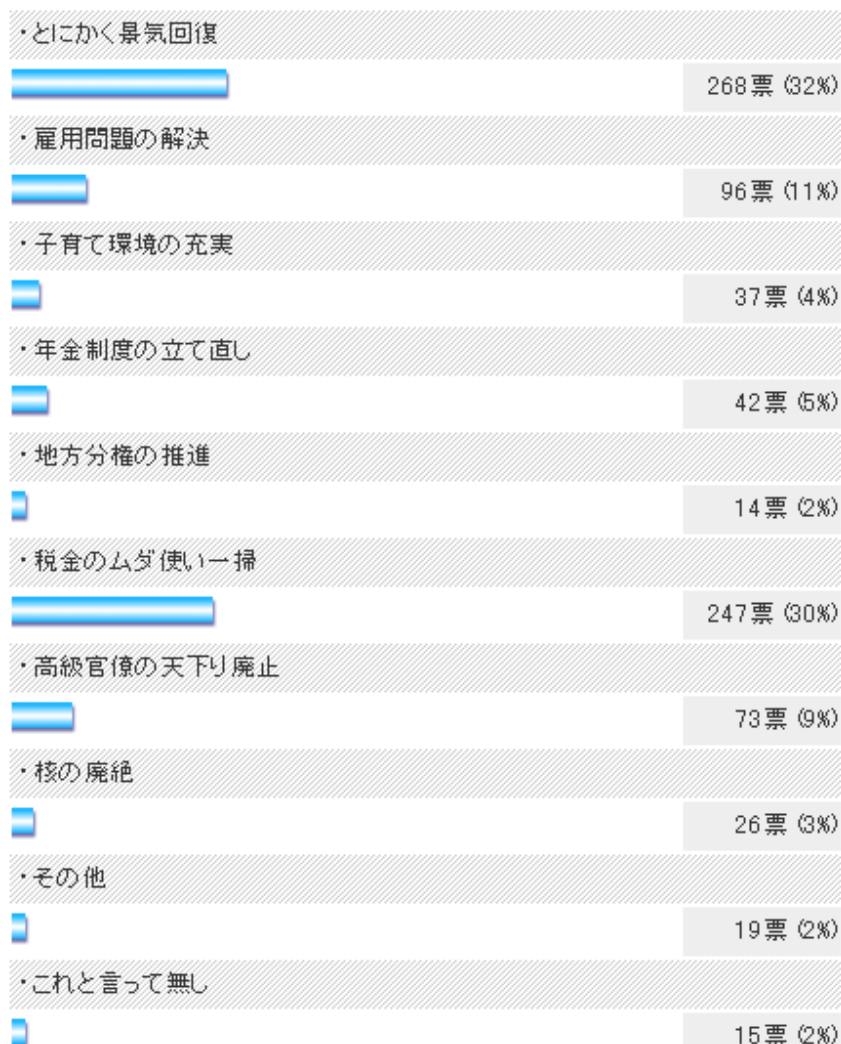 ・とにかく景気回復
268票 (32%)
・雇用問題の解決
96票 (11%)
・子育て環境の充実
37票 (4%)
・年金制度の立て直し
42票 (5%)
・地方分権の推進
14票 (2%)
・税金のムダ使い一掃
247票 (30%)
・高級官僚の天下り廃止
73票 (9%)
・核の廃絶
26票 (3%)
・その他
19票 (2%)
・これと言って無し
15票 (2%)